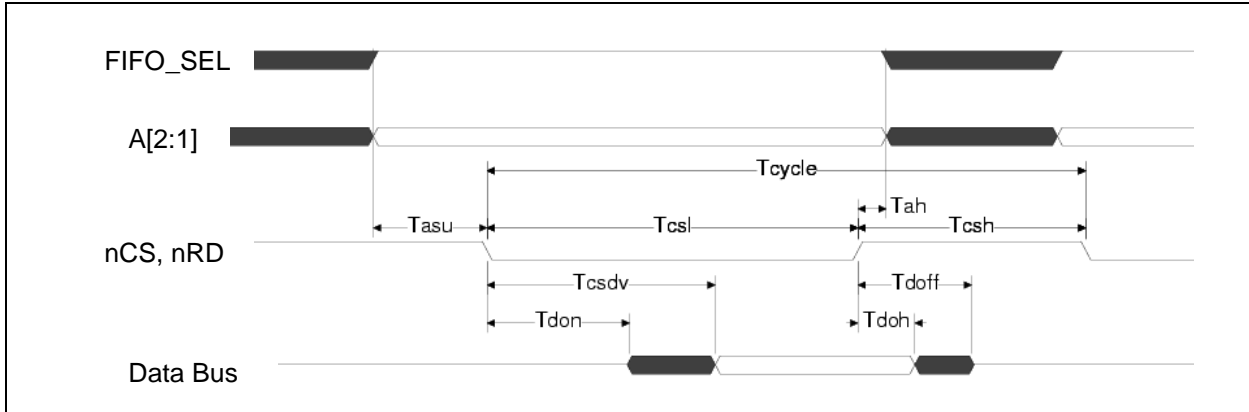 FIFO_SEL
A[2:1]
Tcycle
Tah
Tasu
Tcsl
Tcsh
nCS, nRD
Tcsdv
Tdoff
Tdon
Tdoh
Data Bus